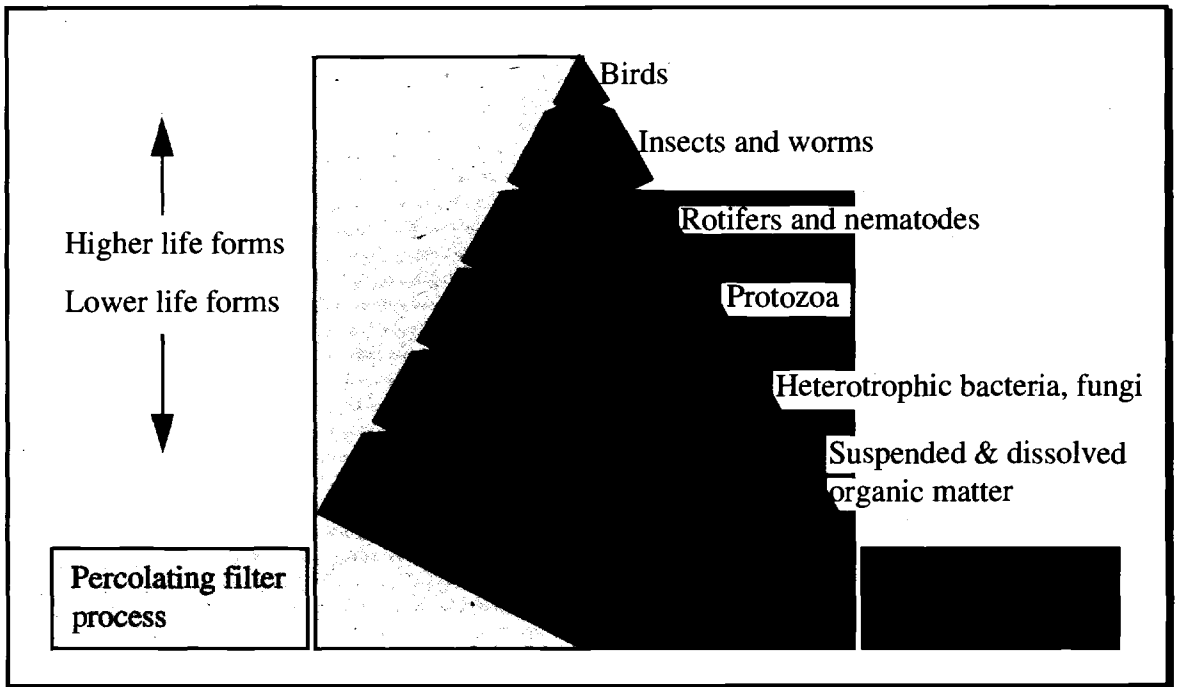 Birds
Insects and worms
Rotifers and nematodes
Higher life forms
Protozoa
Lower life forms
Heterotrophic bacteria, fungi
Suspended & dissolved
organic matter
Percolating filter
process